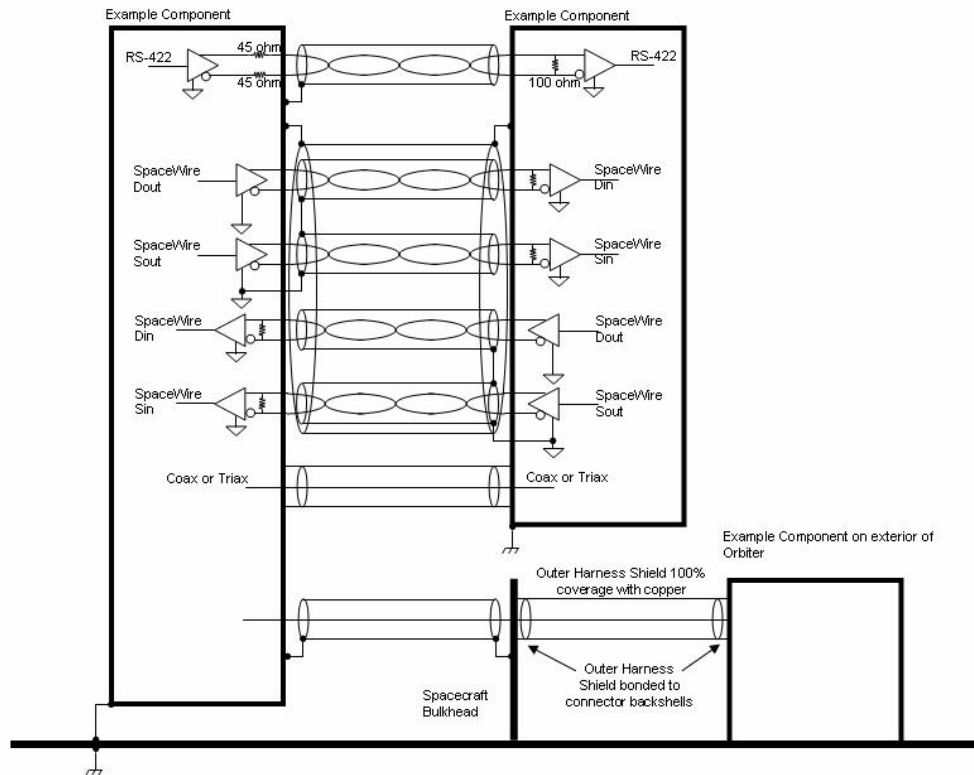 Example Component
Example Component
RS-422
45 ohm
45 ohm
100 ohm
RS-422
SpaceWire
Dout
SpaceWire
Din
SpaceWire
Sout
SpaceWire
Sin
SpaceWire
Din
SpaceWire
Dout
SpaceWire
Sin
SpaceWire
Sout
Coax or Triax
Coax or Triax
Example Component on exterior of
Orbiter
Outer Harness Shield 100%
coverage with copper
Outer Harness
Shield bonded to
connector backshells
Spacecraft
Bulkhead